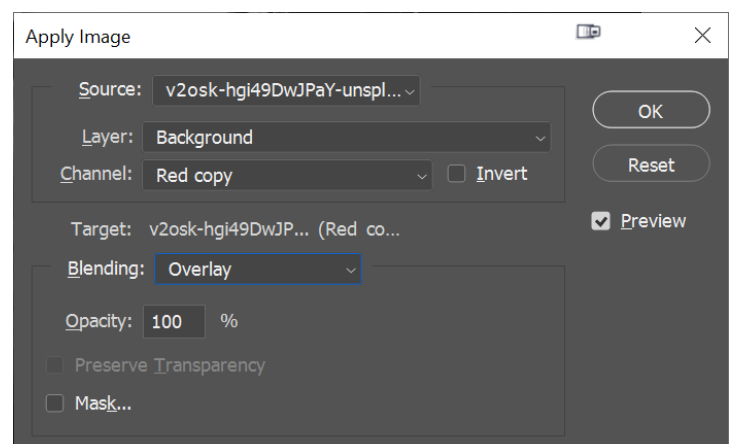 Apply Image
Source: v2osk-hgi49DwJPaY-unspl...
OK
Layer: Background
Channel: Red copy Invert
Reset
Target: v2osk-hgi49DwJP... (Red co...
Preview
Blending: Overlay
Opacity: 100 %
Preserve Transparency
Mask...